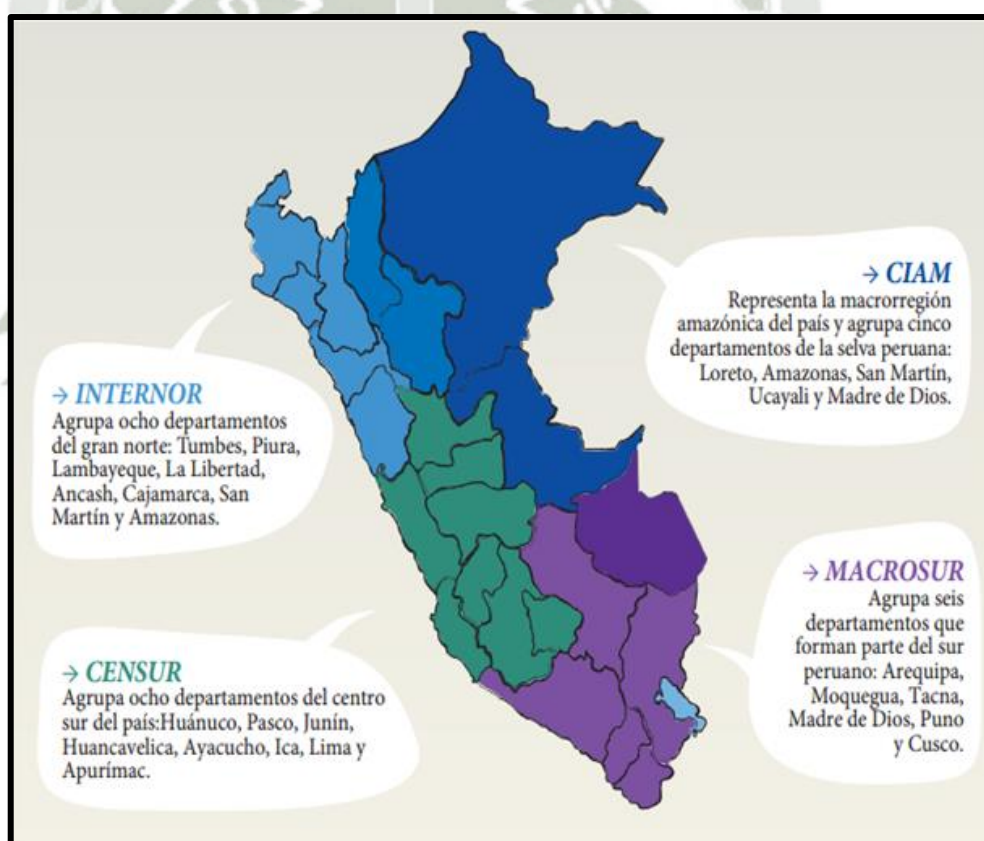 → CIAM
Representa la macrorregión
amazónica del país y agrupa cinco
departamentos de la selva peruana:
Loreto, Amazonas, San Martín,
Ucayali y Madre de Dios.
→ INTERNOR
Agrupa ocho departamentos
del gran norte: Tumbes, Piura,
Lambayeque, La Libertad,
Ancash, Cajamarca, San
Martín y Amazonas.
→ MACROSUR
Agrupa seis
departamentos que
forman parte del sur
peruano: Arequipa,
Moquegua, Tacna,
Madre de Dios, Puno
y Cusco.
→ CENSUR
Agrupa ocho departamentos del centro
sur del país:Huánuco, Pasco, Junín,
Huancavelica, Ayacucho, Ica, Lima y
Apurímac.